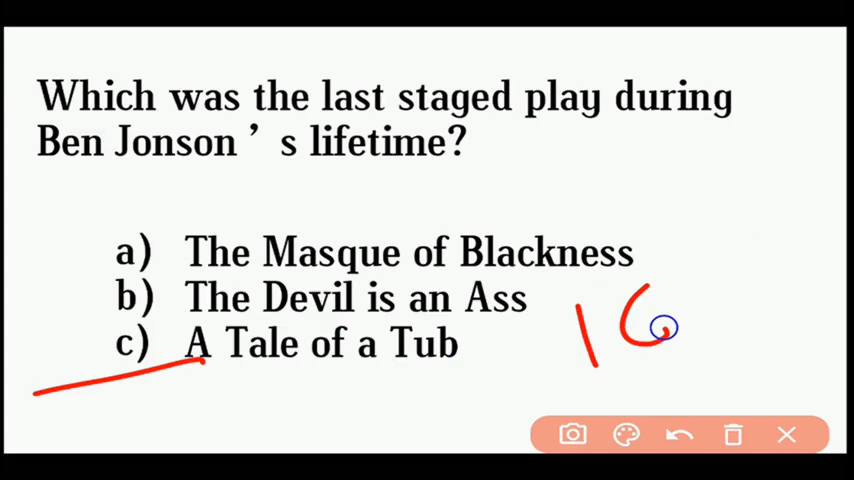 Which was the last staged play during
Ben Jonson ’ s lifetime?
a) The Masque of Blackness
b) The Devil is an Ass
c) A Tale of a Tub
16